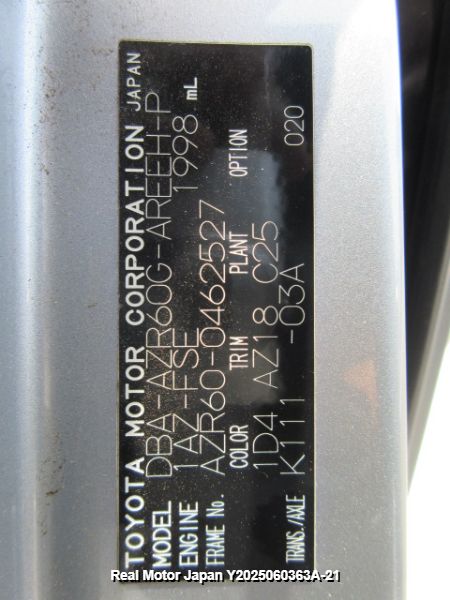 TOYOTA MOTOR CORPORATION JAPAN
MODEL DBA-AZR60G-AREEH-P
ENGINE 1AZ-FSE 1998 mL
FRAME No. AZR60-0462527
COLOR TRIM PLANT OPTION
1D4 AZ18 C25 020
TRANS./AXLE K111 -03A
Real Motor Japan Y2025060363A-21